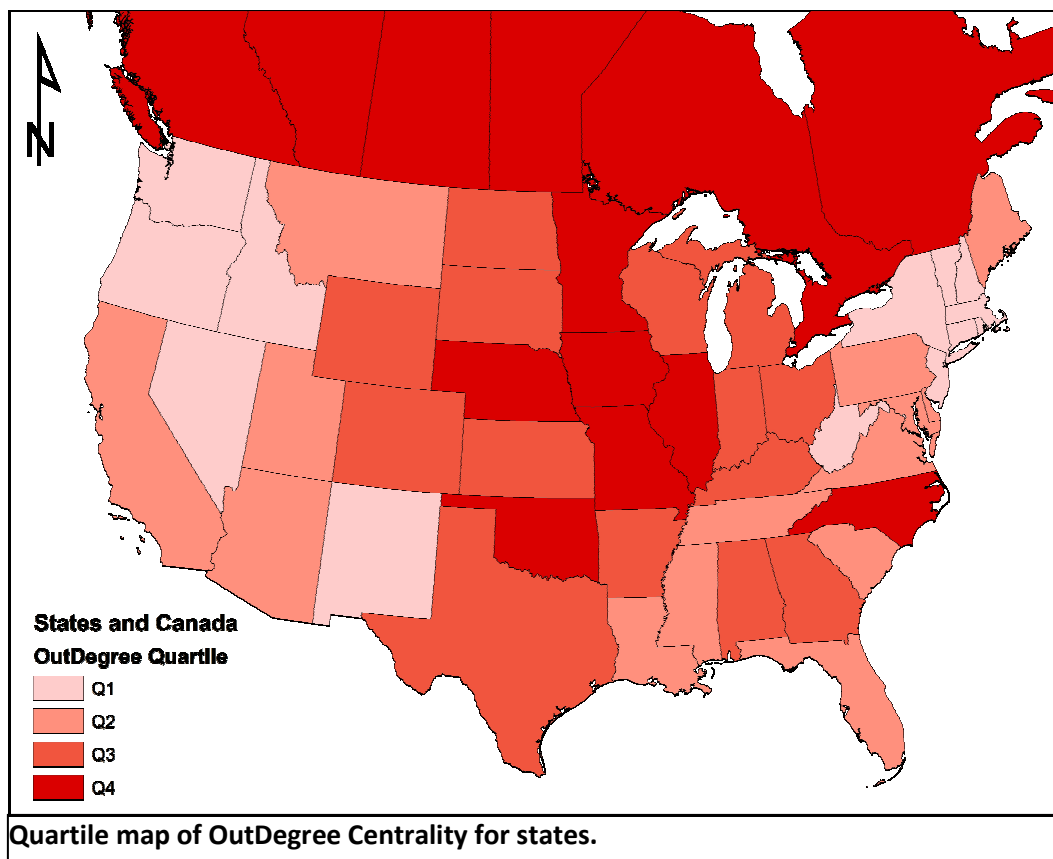 N
States and Canada
OutDegree Quartile
Q1
Q2
Q3
Q4
Quartile map of OutDegree Centrality for states.